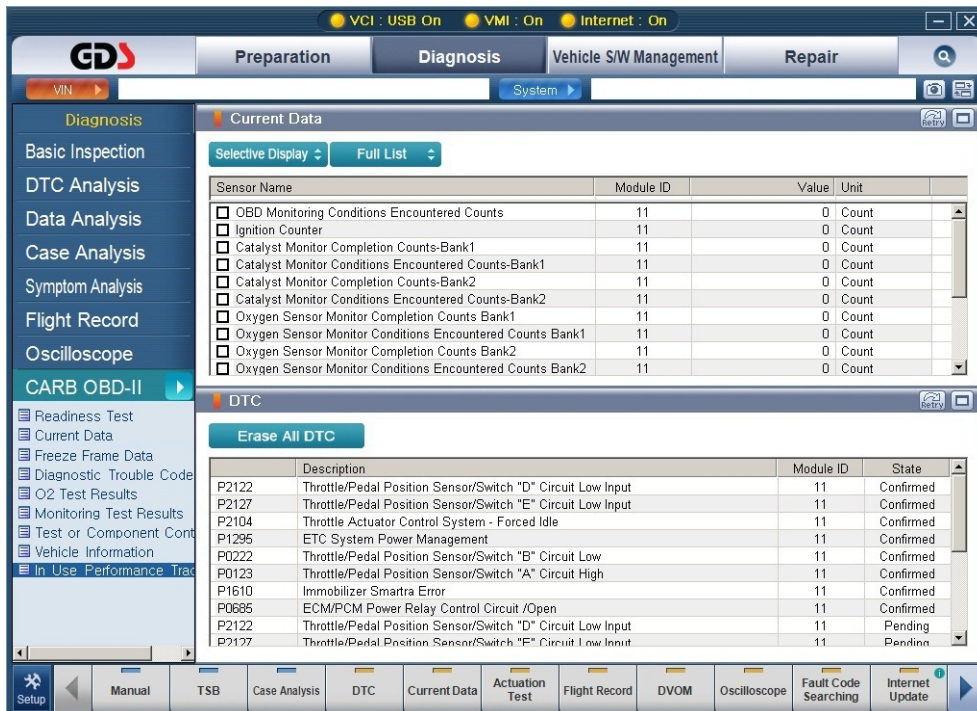 VCI : USB On VMI : On Internet : On
GDS Preparation Diagnosis Vehicle S/W Management Repair
VIN System
Diagnosis
Basic Inspection
DTC Analysis
Data Analysis
Case Analysis
Symptom Analysis
Flight Record
Oscilloscope
CARB OBD-II
Readiness Test
Current Data
Freeze Frame Data
Diagnostic Trouble Code
O2 Test Results
Monitoring Test Results
Test or Component Cont
Vehicle Information
In Use Performance Trac
Current Data Retry
Selective Display Full List
Sensor Name Module ID Value Unit
OBD Monitoring Conditions Encountered Counts 11 0 Count
Ignition Counter 11 0 Count
Catalyst Monitor Completion Counts-Bank1 11 0 Count
Catalyst Monitor Conditions Encountered Counts-Bank1 11 0 Count
Catalyst Monitor Completion Counts-Bank2 11 0 Count
Catalyst Monitor Conditions Encountered Counts-Bank2 11 0 Count
Oxygen Sensor Monitor Completion Counts Bank1 11 0 Count
Oxygen Sensor Monitor Conditions Encountered Counts Bank1 11 0 Count
Oxygen Sensor Monitor Completion Counts Bank2 11 0 Count
Oxygen Sensor Monitor Conditions Encountered Counts Bank2 11 0 Count
DTC Retry
Erase All DTC
Description Module ID State
P2122 Throttle/Pedal Position Sensor/Switch "D" Circuit Low Input 11 Confirmed
P2127 Throttle/Pedal Position Sensor/Switch "E" Circuit Low Input 11 Confirmed
P2104 Throttle Actuator Control System - Forced Idle 11 Confirmed
P1295 ETC System Power Management 11 Confirmed
P0222 Throttle/Pedal Position Sensor/Switch "B" Circuit Low 11 Confirmed
P0123 Throttle/Pedal Position Sensor/Switch "A" Circuit High 11 Confirmed
P1610 Immobilizer Smartra Error 11 Confirmed
P0685 ECM/PCM Power Relay Control Circuit /Open 11 Confirmed
P2122 Throttle/Pedal Position Sensor/Switch "D" Circuit Low Input 11 Pending
P2127 Throttle/Pedal Position Sensor/Switch "E" Circuit Low Input 11 Pending
Setup Manual TSB Case Analysis DTC Current Data Actuation Test Flight Record DVOM Oscilloscope Fault Code Searching Internet Update